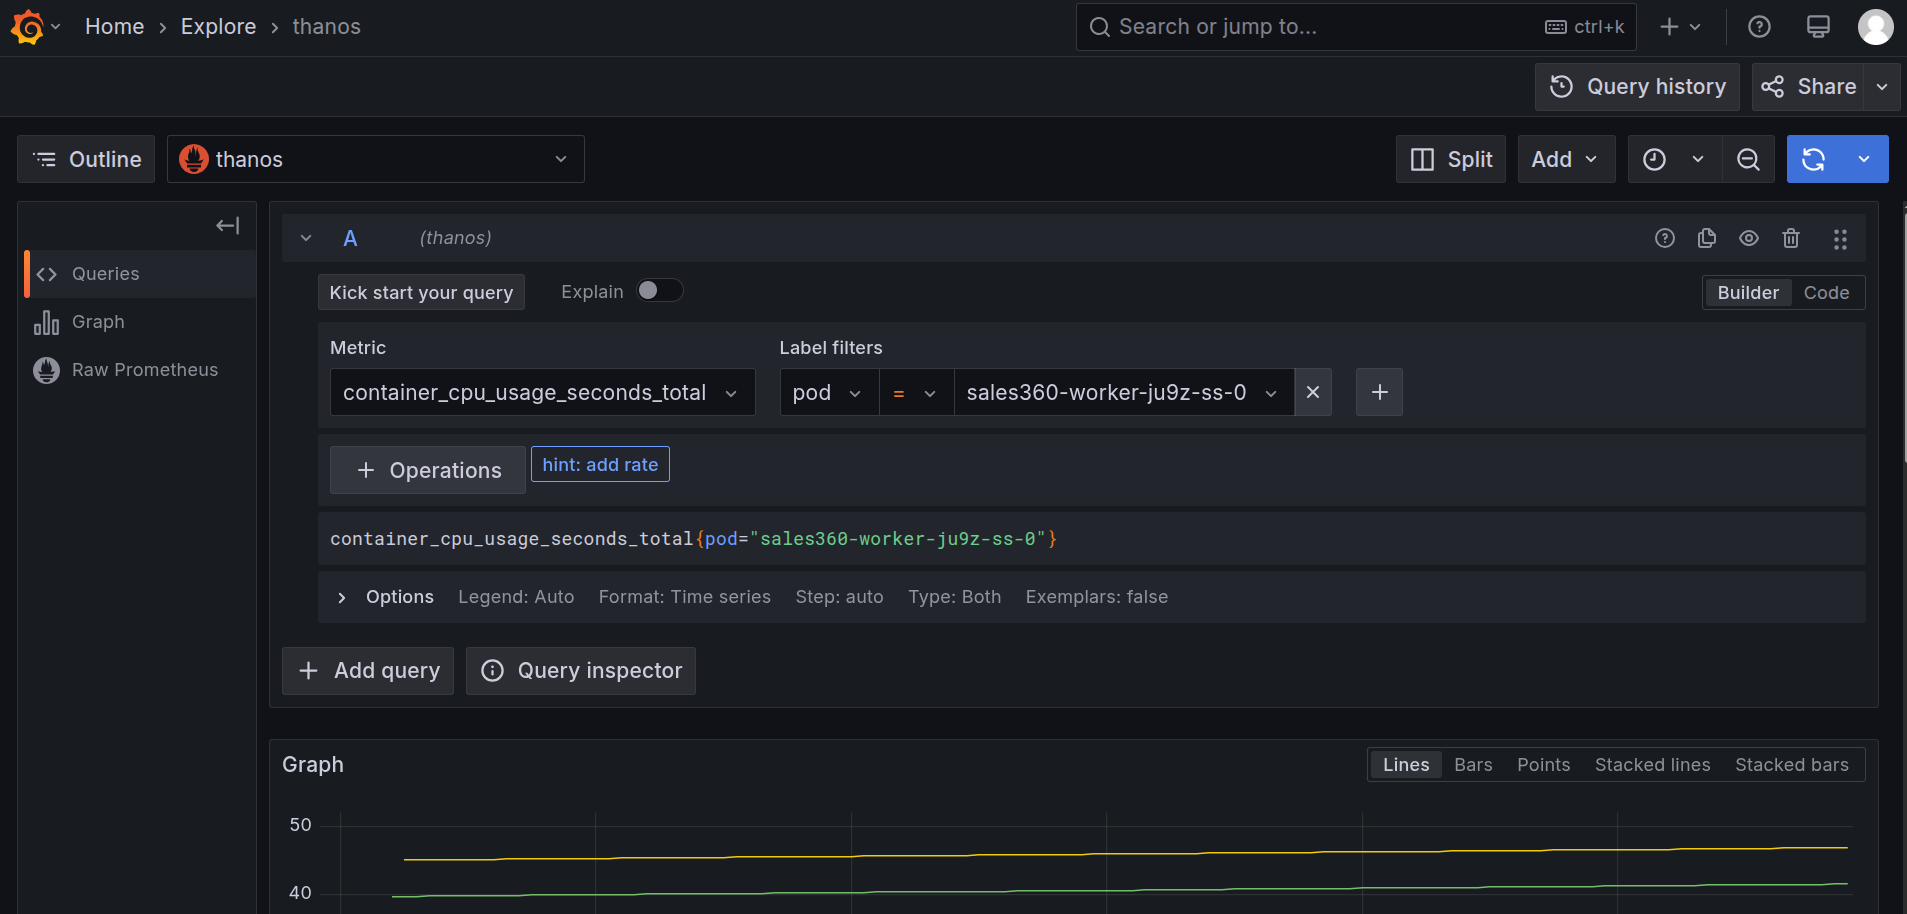 Home › Explore › thanos
Search or jump to...
ctrl+k
Query history
Share
Outline
thanos
Split
Add
Queries
Graph
Raw Prometheus
A
(thanos)
Kick start your query
Explain
Builder
Code
Metric
Label filters
container_cpu_usage_seconds_total
pod
=
sales360-worker-ju9z-ss-0
+ Operations
hint: add rate
container_cpu_usage_seconds_total{pod="sales360-worker-ju9z-ss-0"}
Options Legend: Auto Format: Time series Step: auto Type: Both Exemplars: false
+ Add query
Query inspector
Graph
Lines Bars Points Stacked lines Stacked bars
50
40